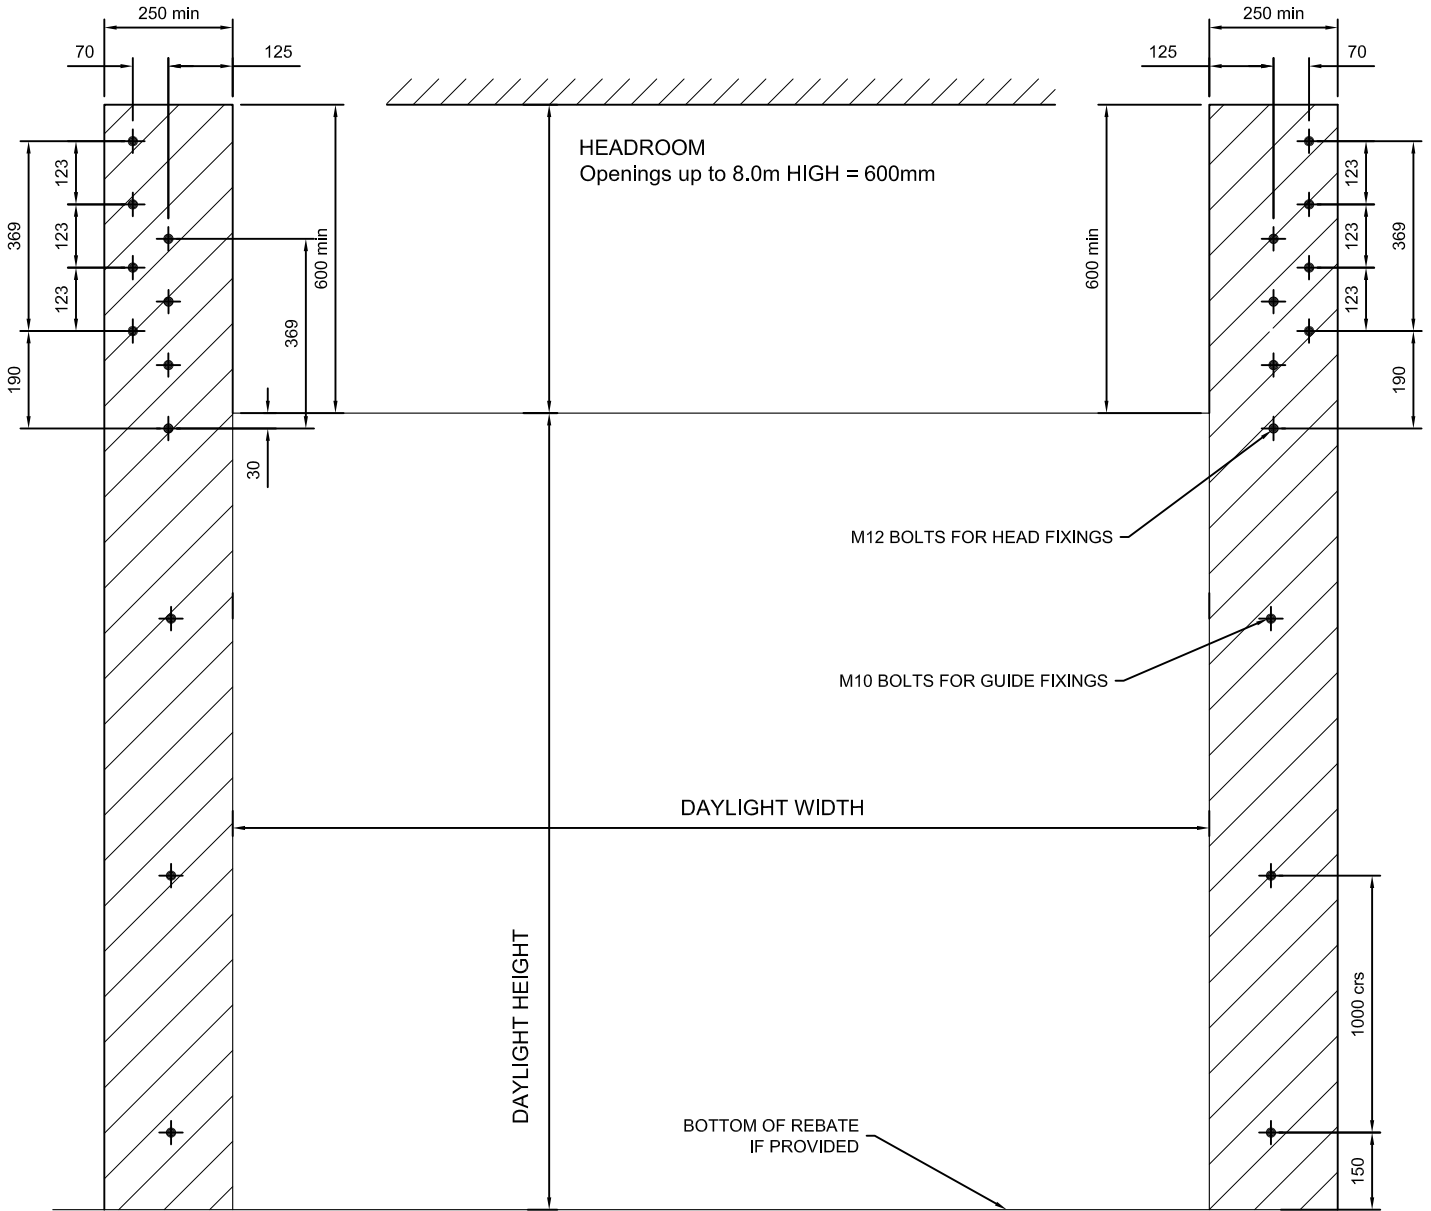 250 min
250 min
70
125
125
70
HEADROOM
Openings up to 8.0m HIGH = 600mm
123
123
369
123
123
369
600 min
600 min
123
123
369
190
190
30
M12 BOLTS FOR HEAD FIXINGS
M10 BOLTS FOR GUIDE FIXINGS
DAYLIGHT WIDTH
DAYLIGHT HEIGHT
1000 crs
BOTTOM OF REBATE
IF PROVIDED
150